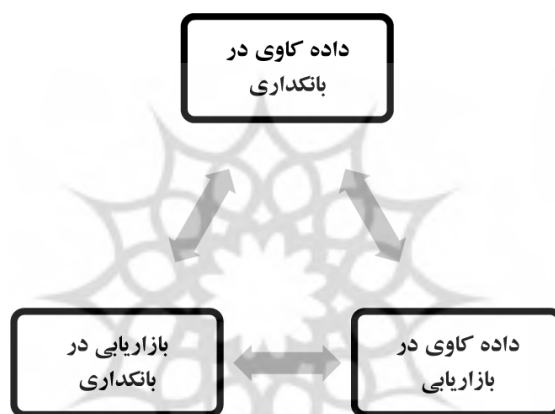 داده کاوی در
بانکداری
بازاریابی در
بانکداری
داده کاوی در
بازاریابی